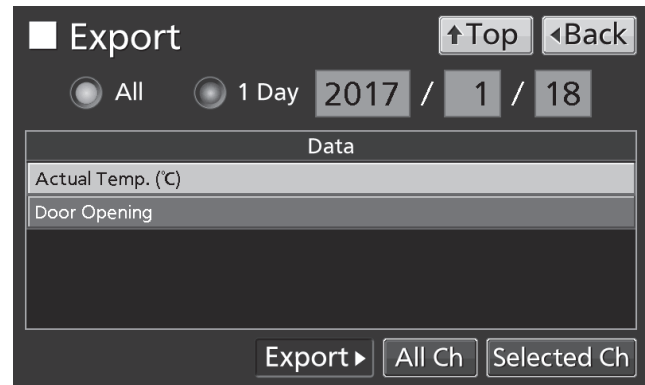 Export ↑Top ◂Back
All 1 Day 2017 / 1 / 18
Data
Actual Temp. (℃)
Door Opening
Export▸ All Ch Selected Ch